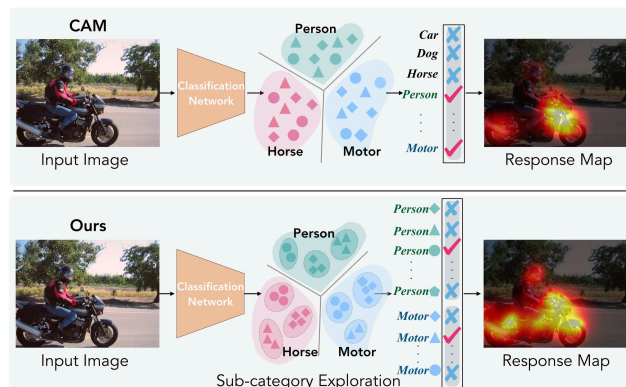 CAM
Input Image
Classification
Network
Person
Horse
Motor
Car
Dog
Horse
Person
Motor
Response Map
Ours
Input Image
Classification
Network
Person
Horse
Motor
Sub-category Exploration
Person
Person
Person
Person
Motor
Motor
Motor
Response Map